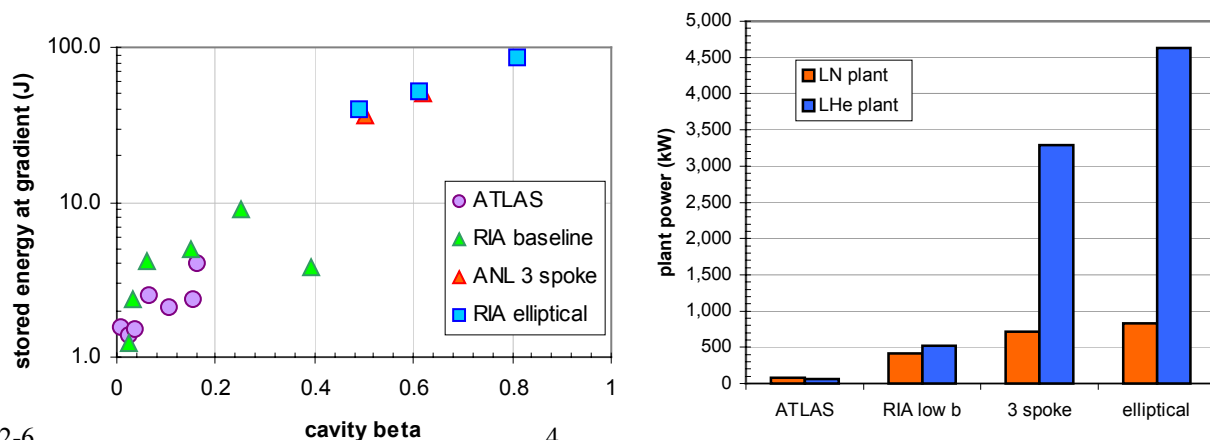 stored energy at gradient (J)
100.0
10.0
1.0
0
0.2
0.4
0.6
0.8
1
cavity beta
ATLAS
RIA baseline
ANL 3 spoke
RIA elliptical
2-6
4
plant power (kW)
5,000
4,500
4,000
3,500
3,000
2,500
2,000
1,500
1,000
500
0
LN plant
LHe plant
ATLAS
RIA low b
3 spoke
elliptical